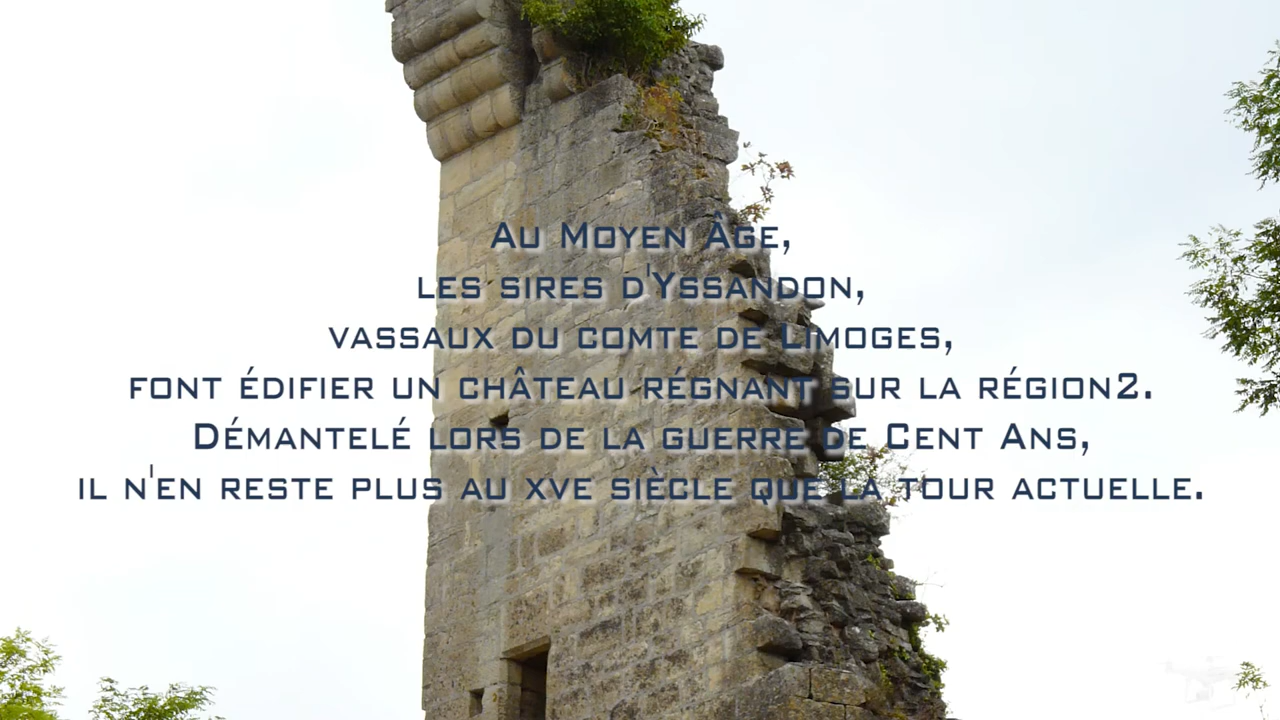 Au Moyen Âge,
les sires d'Yssandon,
vassaux du comte de Limoges,
font édifier un château régnant sur la région2.
Démantelé lors de la guerre de Cent Ans,
il n'en reste plus au XVe siècle que la tour actuelle.